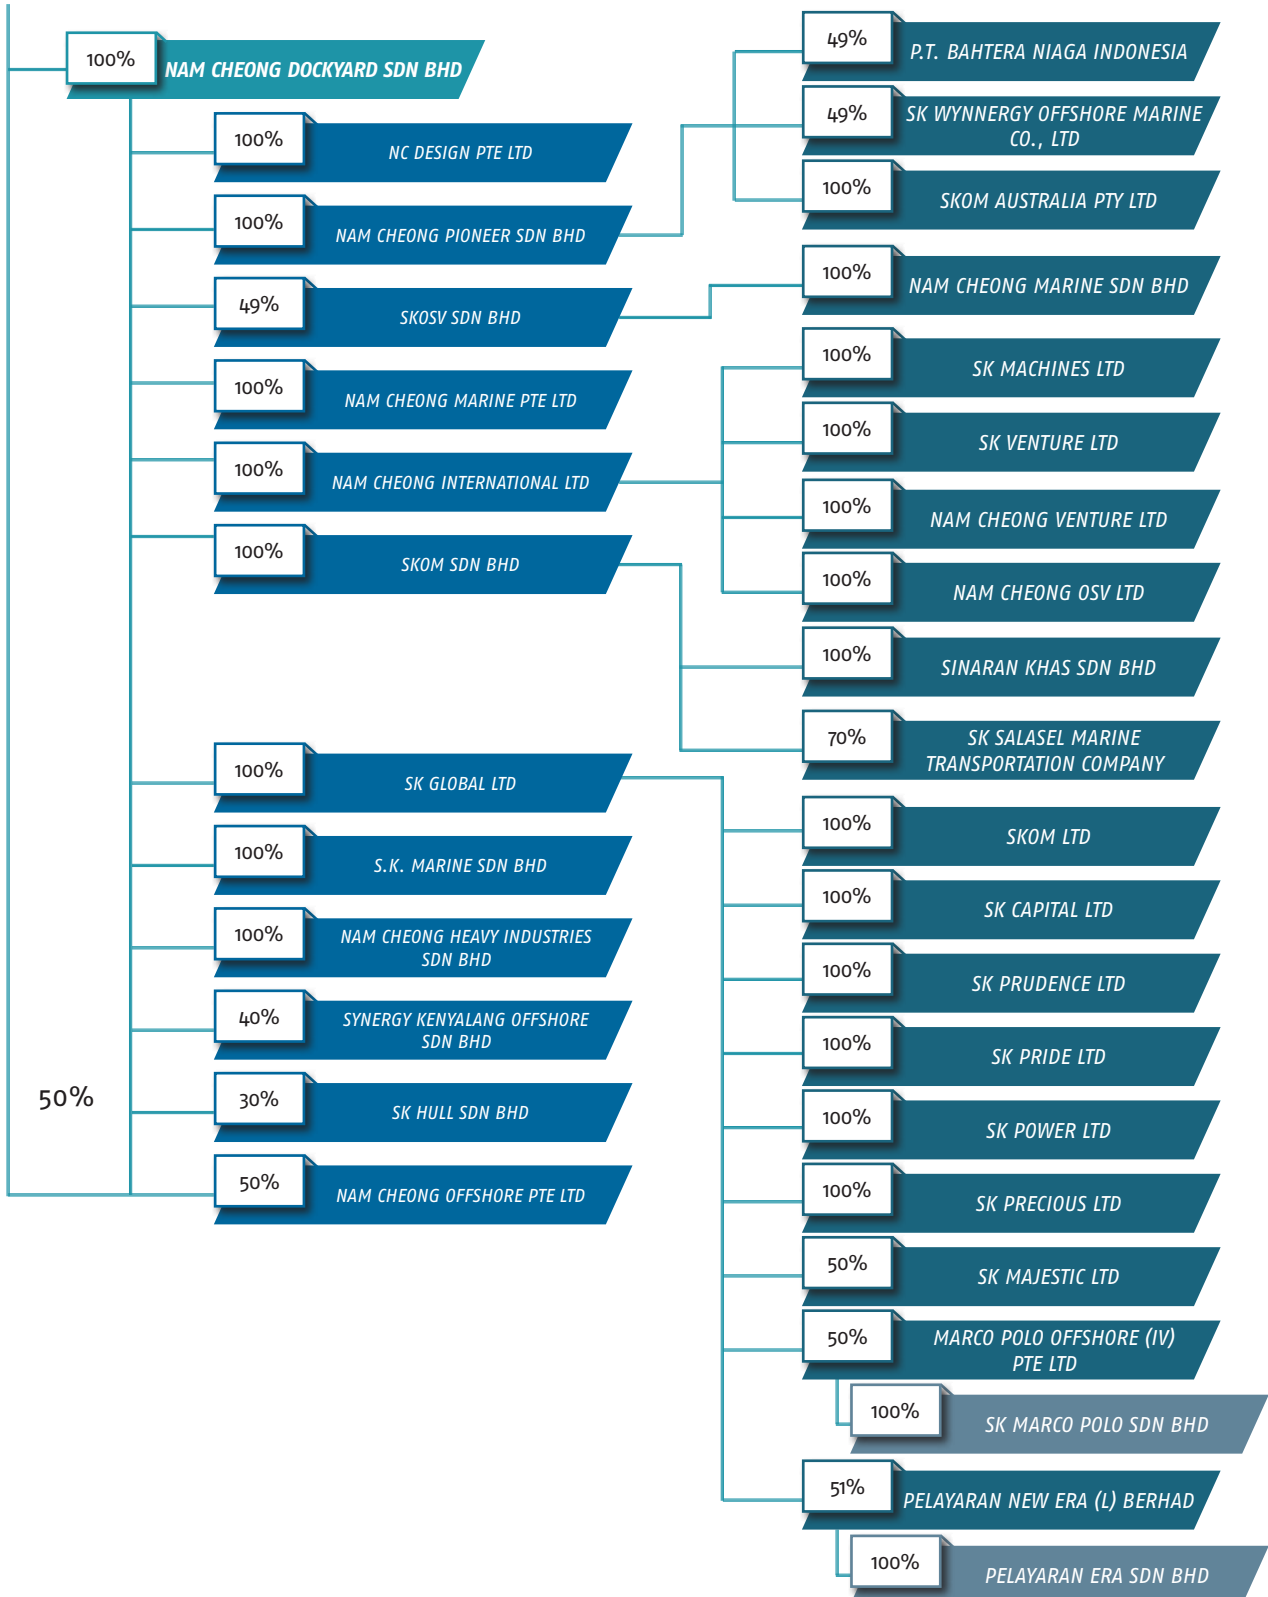 100%
NAM CHEONG DOCKYARD SDN BHD
100%
NC DESIGN PTE LTD
100%
NAM CHEONG PIONEER SDN BHD
49%
SKOSV SDN BHD
100%
NAM CHEONG MARINE PTE LTD
100%
NAM CHEONG INTERNATIONAL LTD
100%
SKOM SDN BHD
100%
SK GLOBAL LTD
100%
S.K. MARINE SDN BHD
100%
NAM CHEONG HEAVY INDUSTRIES
SDN BHD
40%
SYNERGY KENYALANG OFFSHORE
SDN BHD
30%
SK HULL SDN BHD
50%
50%
NAM CHEONG OFFSHORE PTE LTD
49%
P.T. BAHTERA NIAGA INDONESIA
49%
SK WYNNERGY OFFSHORE MARINE
CO., LTD
100%
SKOM AUSTRALIA PTY LTD
100%
NAM CHEONG MARINE SDN BHD
100%
SK MACHINES LTD
100%
SK VENTURE LTD
100%
NAM CHEONG VENTURE LTD
100%
NAM CHEONG OSV LTD
100%
SINARAN KHAS SDN BHD
70%
SK SALASEL MARINE
TRANSPORTATION COMPANY
100%
SKOM LTD
100%
SK CAPITAL LTD
100%
SK PRUDENCE LTD
100%
SK PRIDE LTD
100%
SK POWER LTD
100%
SK PRECIOUS LTD
50%
SK MAJESTIC LTD
50%
MARCO POLO OFFSHORE (IV)
PTE LTD
100%
SK MARCO POLO SDN BHD
51%
PELAYARAN NEW ERA (L) BERHAD
100%
PELAYARAN ERA SDN BHD